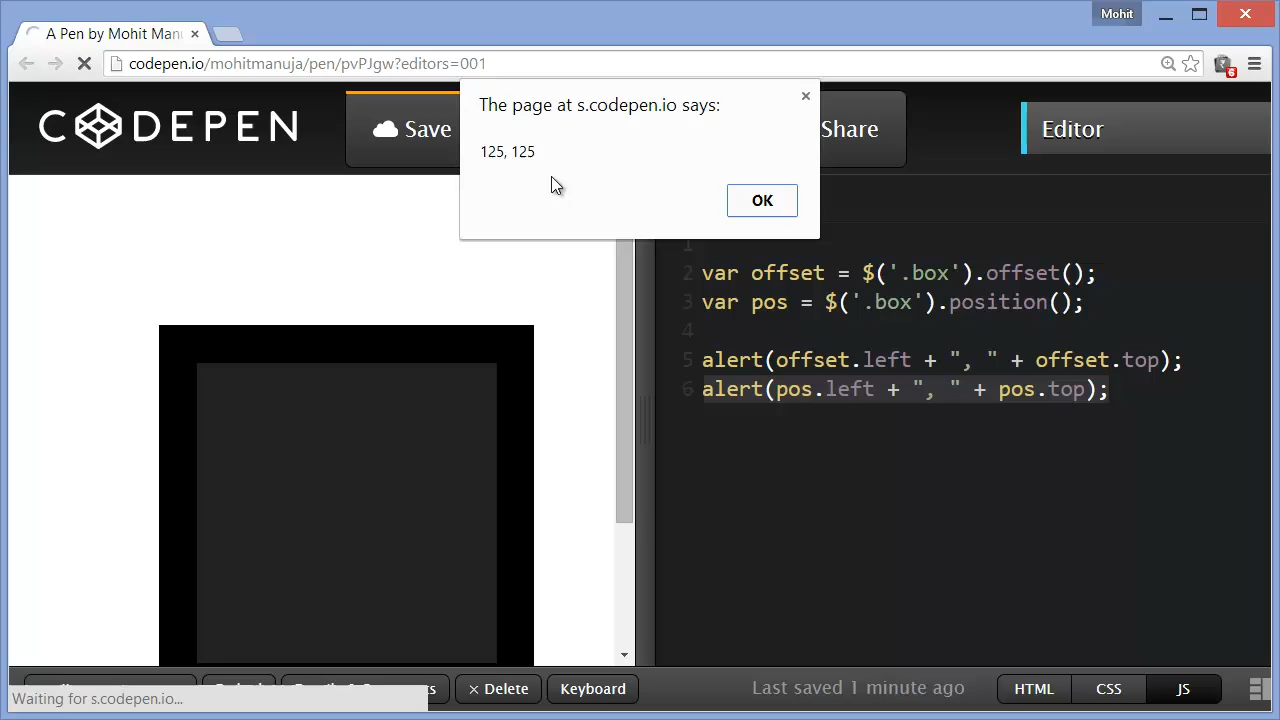 Mohit
A Pen by Mohit Man
codepen.io/mohitmanuja/pen/pvPJgw?editors=001
6
CODEPEN
Save
Share
Editor
The page at s.codepen.io says:
125, 125
OK
1
2 var offset = $('.box').offset();
3 var pos = $('.box').position();
4
5 alert(offset.left + ", " + offset.top);
6 alert(pos.left + ", " + pos.top);
× Delete
Keyboard
Last saved 1 minute ago
HTML
CSS
JS
Waiting for s.codepen.io...